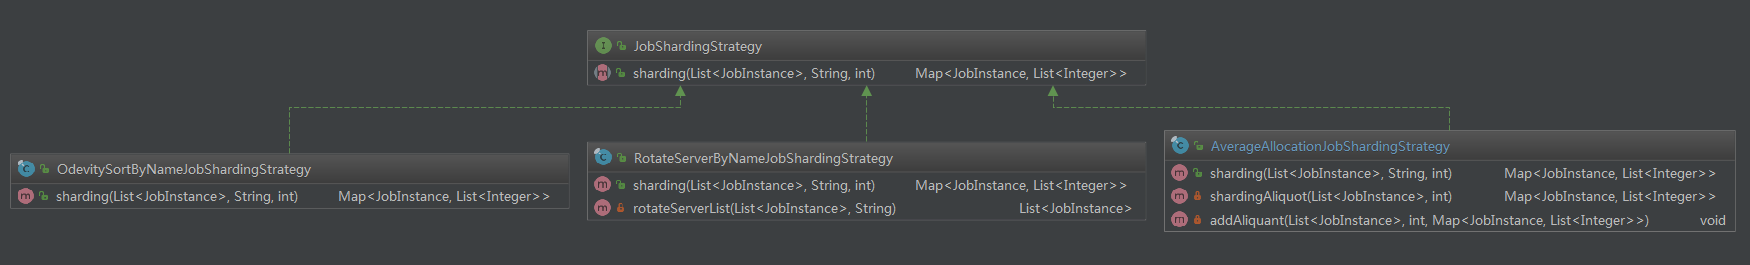 I JobShardingStrategy
m sharding(List<JobInstance>, String, int) Map<JobInstance, List<Integer>>
C OdevitySortByNameJobShardingStrategy
m sharding(List<JobInstance>, String, int) Map<JobInstance, List<Integer>>
C RotateServerByNameJobShardingStrategy
m sharding(List<JobInstance>, String, int) Map<JobInstance, List<Integer>>
m rotateServerList(List<JobInstance>, String) List<JobInstance>
C AverageAllocationJobShardingStrategy
m sharding(List<JobInstance>, String, int) Map<JobInstance, List<Integer>>
m shardingAliquot(List<JobInstance>, int) Map<JobInstance, List<Integer>>
m addAliquant(List<JobInstance>, int, Map<JobInstance, List<Integer>>) void